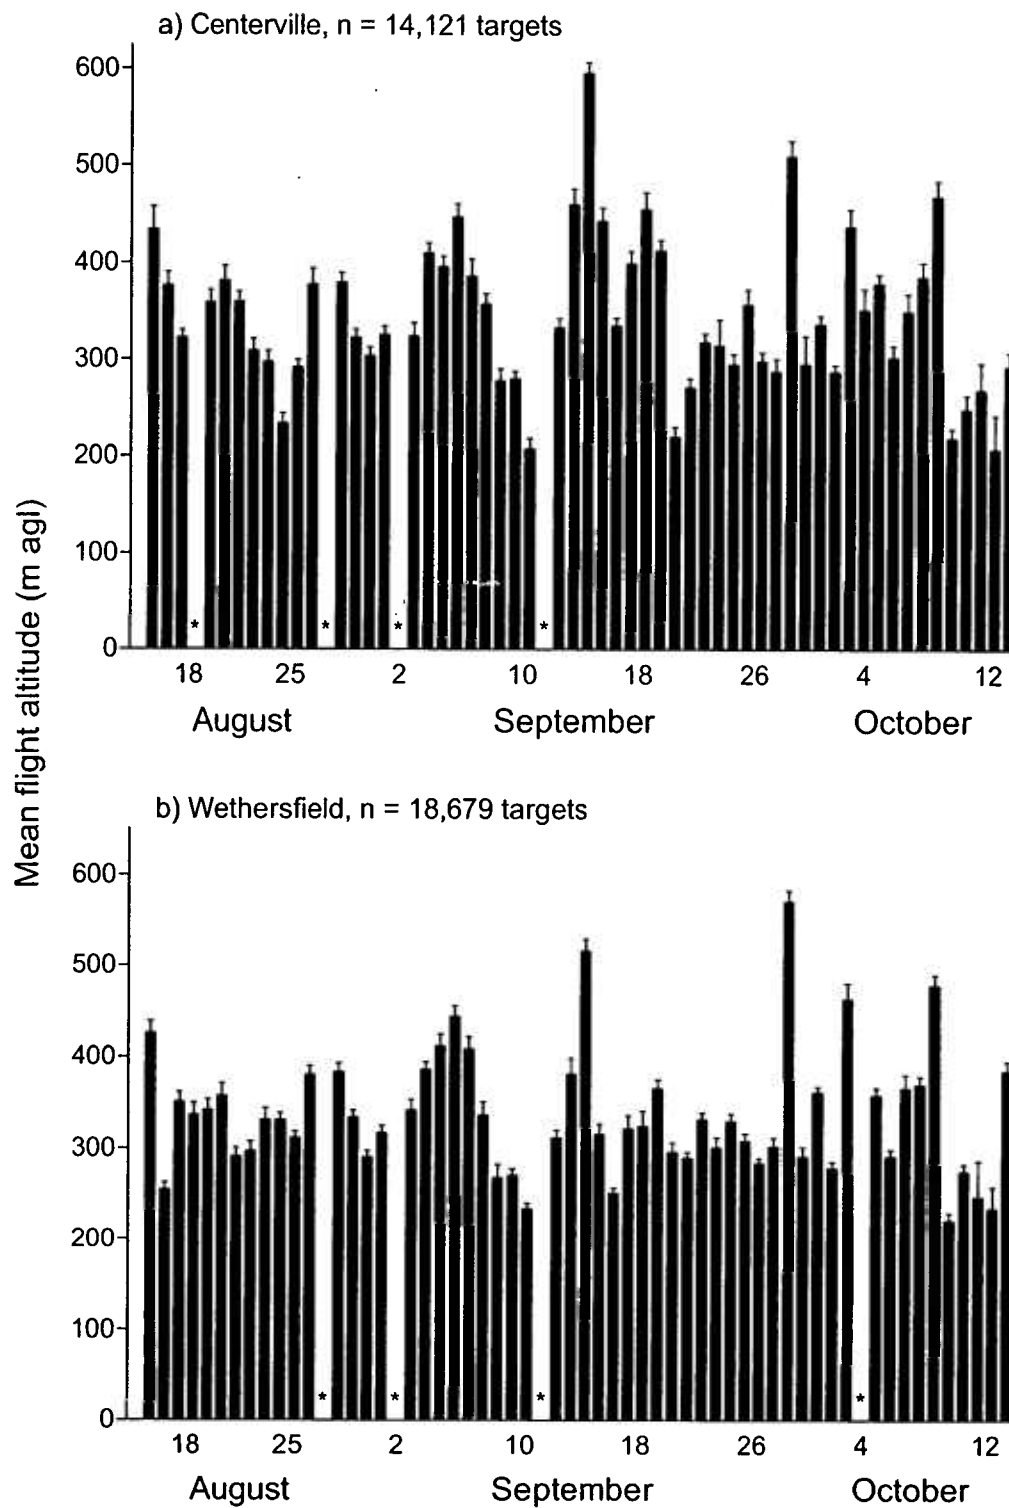 a) Centerville, n = 14,121 targets
600
500
400
300
200
100
0
* * * *
18 25 2 10 18 26 4 12
August September October
Mean flight altitude (m agl)
b) Wethersfield, n = 18,679 targets
600
500
400
300
200
100
0
* * * *
18 25 2 10 18 26 4 12
August September October